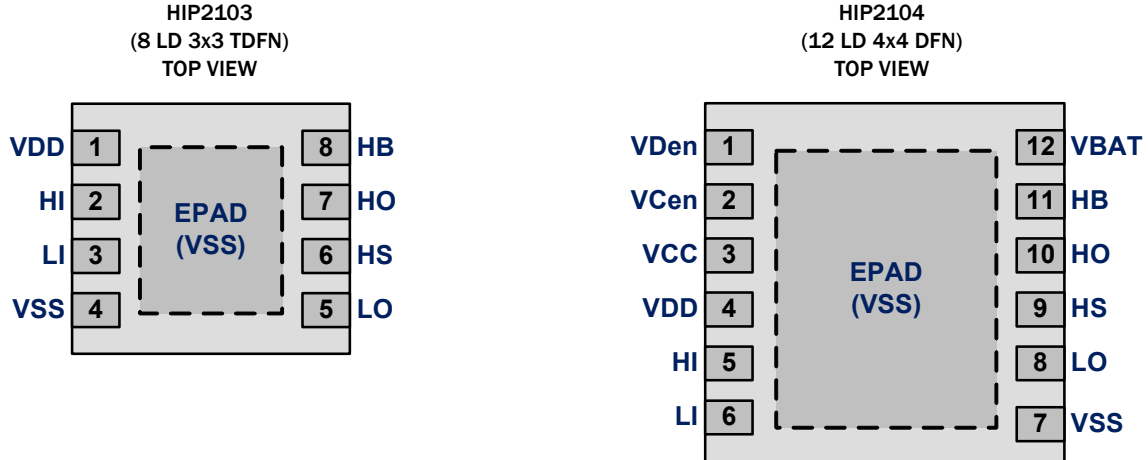 HIP2103
(8 LD 3x3 TDFN)
TOP VIEW
VDD 1 8 HB
HI 2 7 HO
LI 3 6 HS
VSS 4 5 LO
EPAD
(VSS)
HIP2104
(12 LD 4x4 DFN)
TOP VIEW
VDen 1 12 VBAT
VCen 2 11 HB
VCC 3 10 HO
VDD 4 9 HS
HI 5 8 LO
LI 6 7 VSS
EPAD
(VSS)